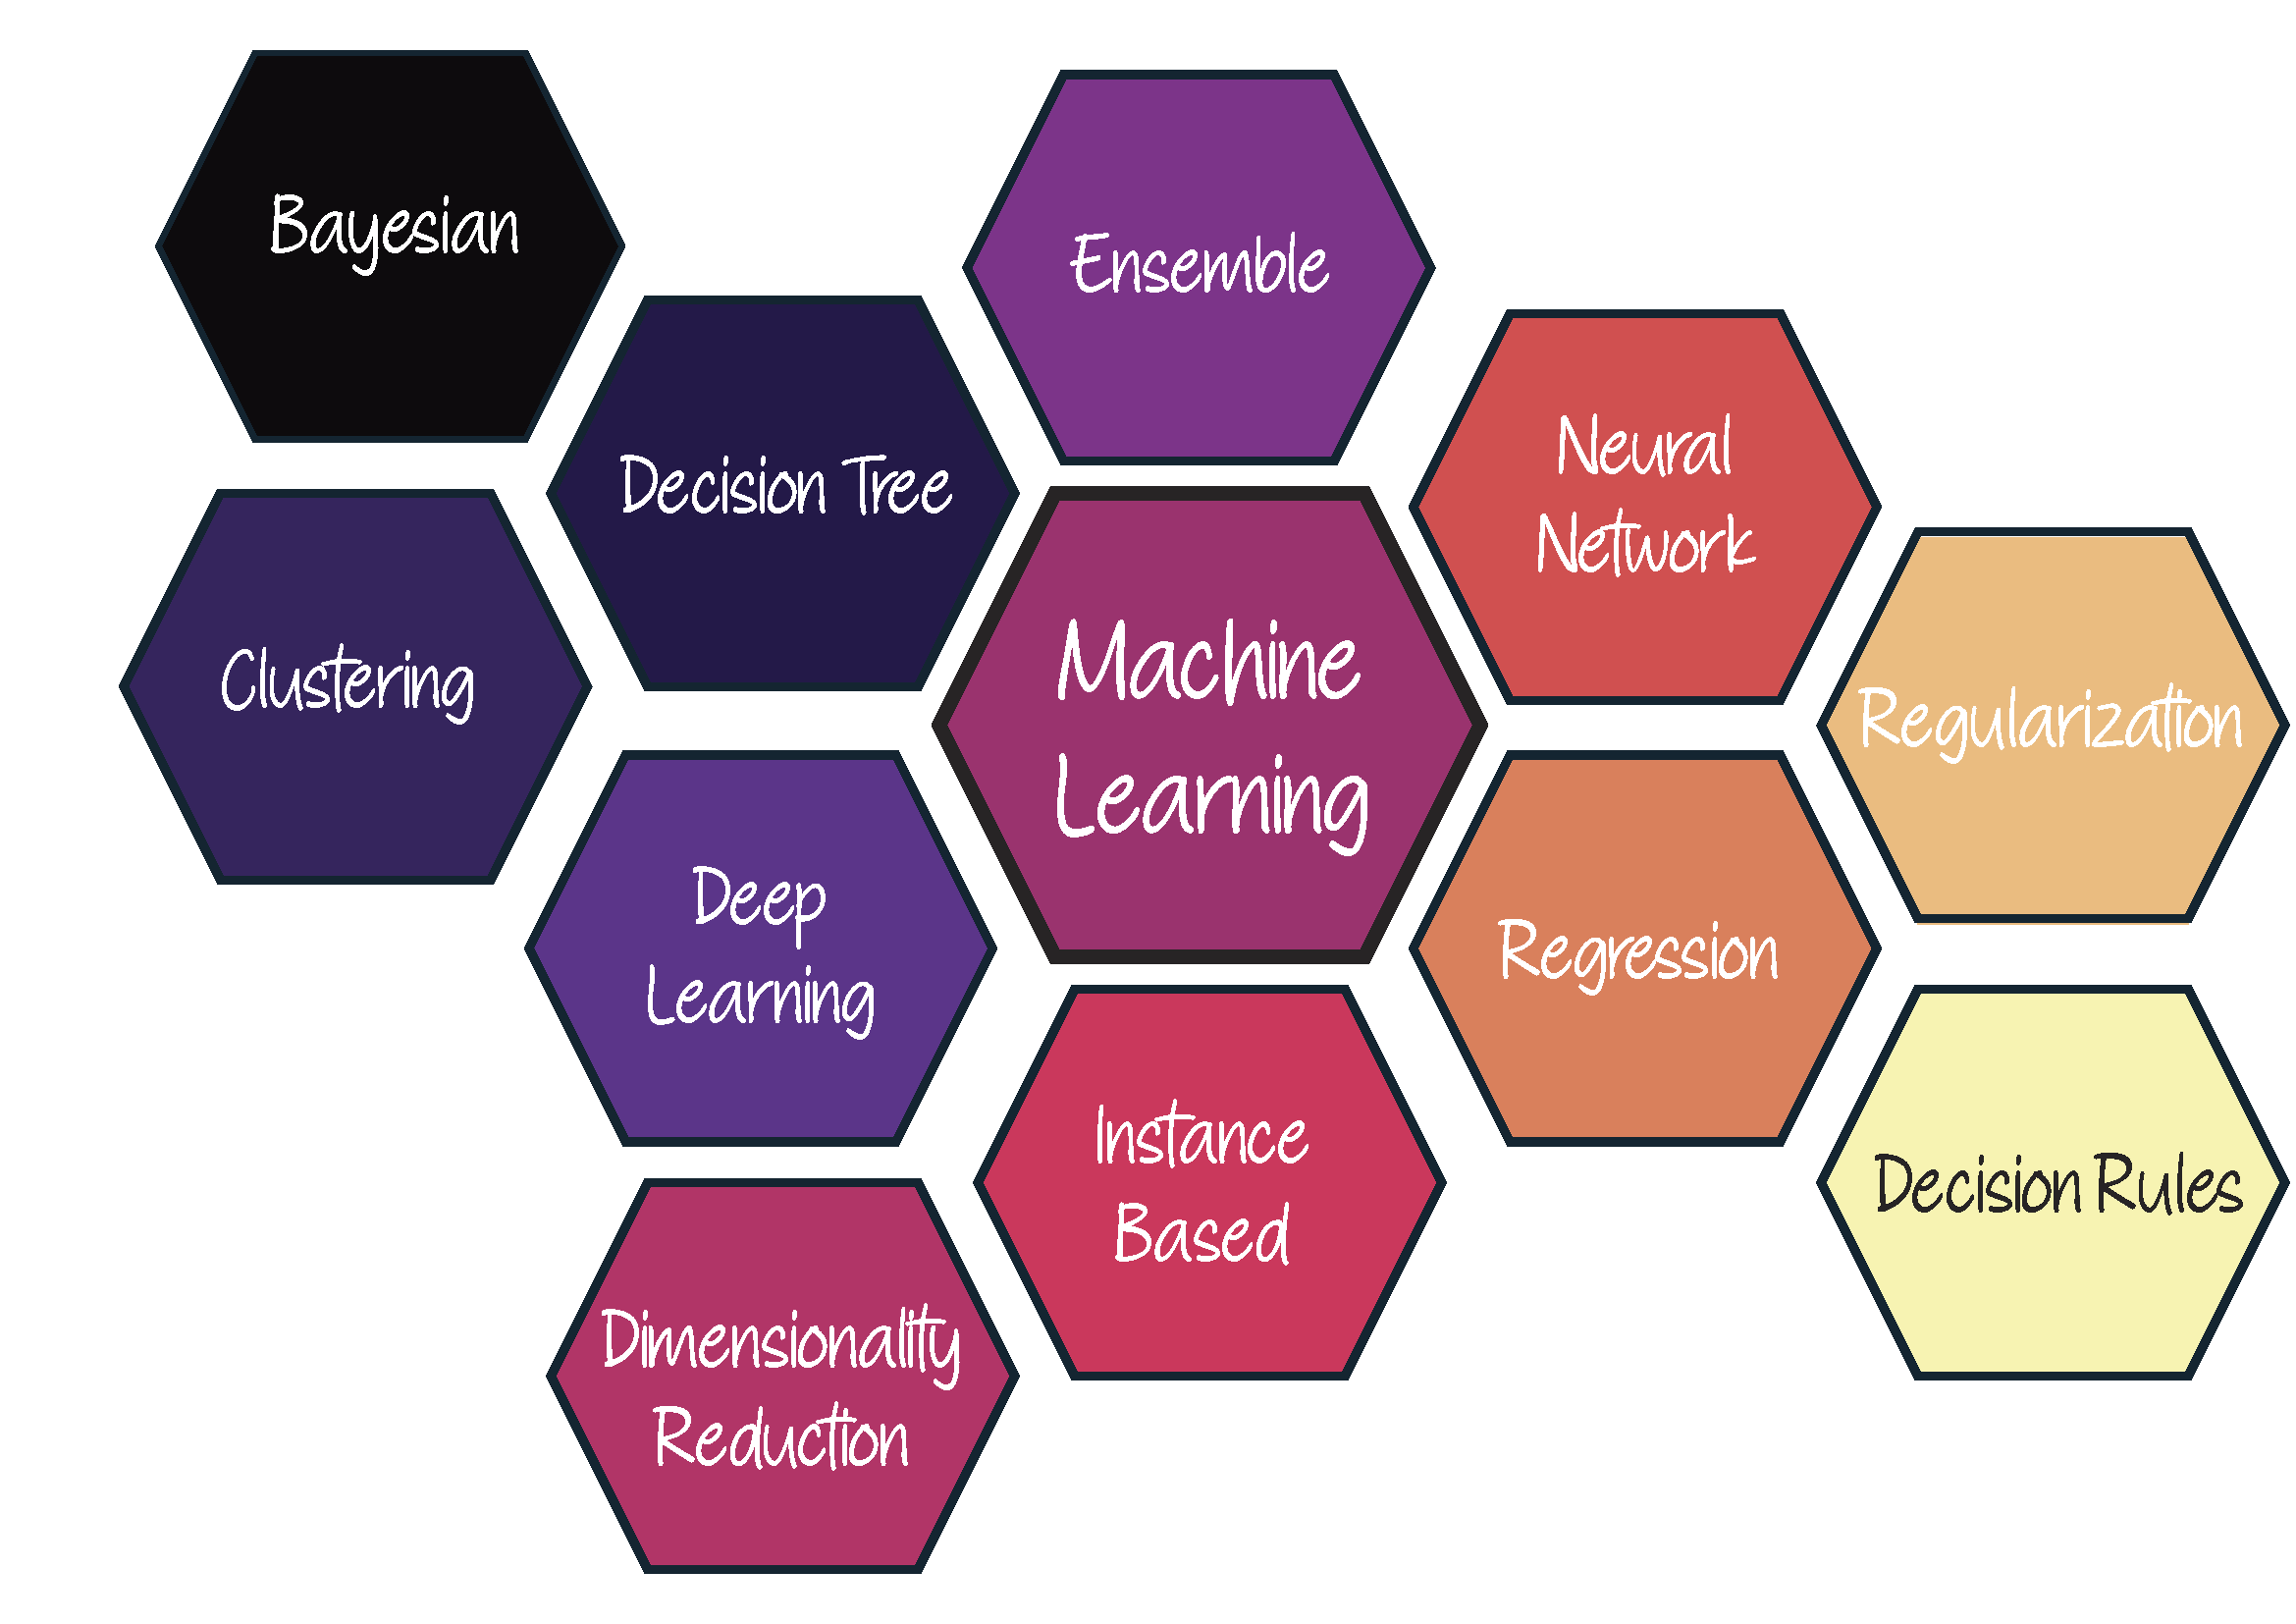 Bayesian
Ensemble
Decision Tree
Neural
Network
Clustering
Machine
Learning
Regularization
Deep
Learning
Regression
Instance
Based
Decision Rules
Dimensionality
Reduction